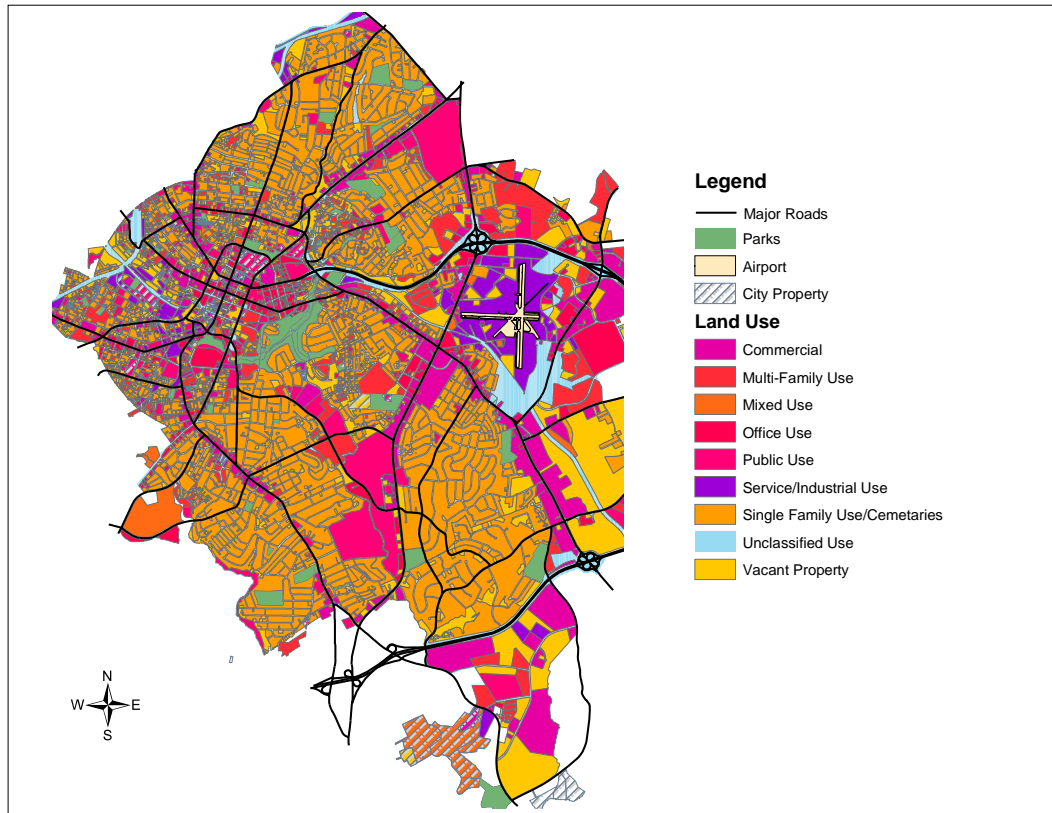 Legend
Major Roads
Parks
Airport
City Property
Land Use
Commercial
Multi-Family Use
Mixed Use
Office Use
Public Use
Service/Industrial Use
Single Family Use/Cemetaries
Unclassified Use
Vacant Property
N
W E
S